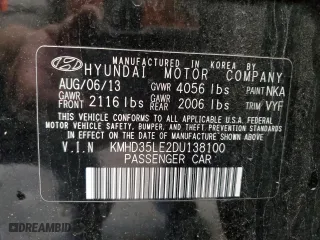 MANUFACTURED IN KOREA BY
HYUNDAI MOTOR COMPANY
AUG/06/13 GVWR 4056 lbs PAINT NKA
GAWR FRONT 2116 lbs GAWR REAR 2006 lbs TRIM VYF
THIS VEHICLE CONFORMS TO ALL APPLICABLE
U.S. FEDERAL MOTOR VEHICLE SAFETY,
BUMPER, AND THEFT PREVENTION STANDARDS
IN EFFECT ON THE DATE OF MANUFACTURE
SHOWN ABOVE.
V.I.N KMHD35LE2DU138100
PASSENGER CAR
© DREAMBID
AUTOBIDMASTER